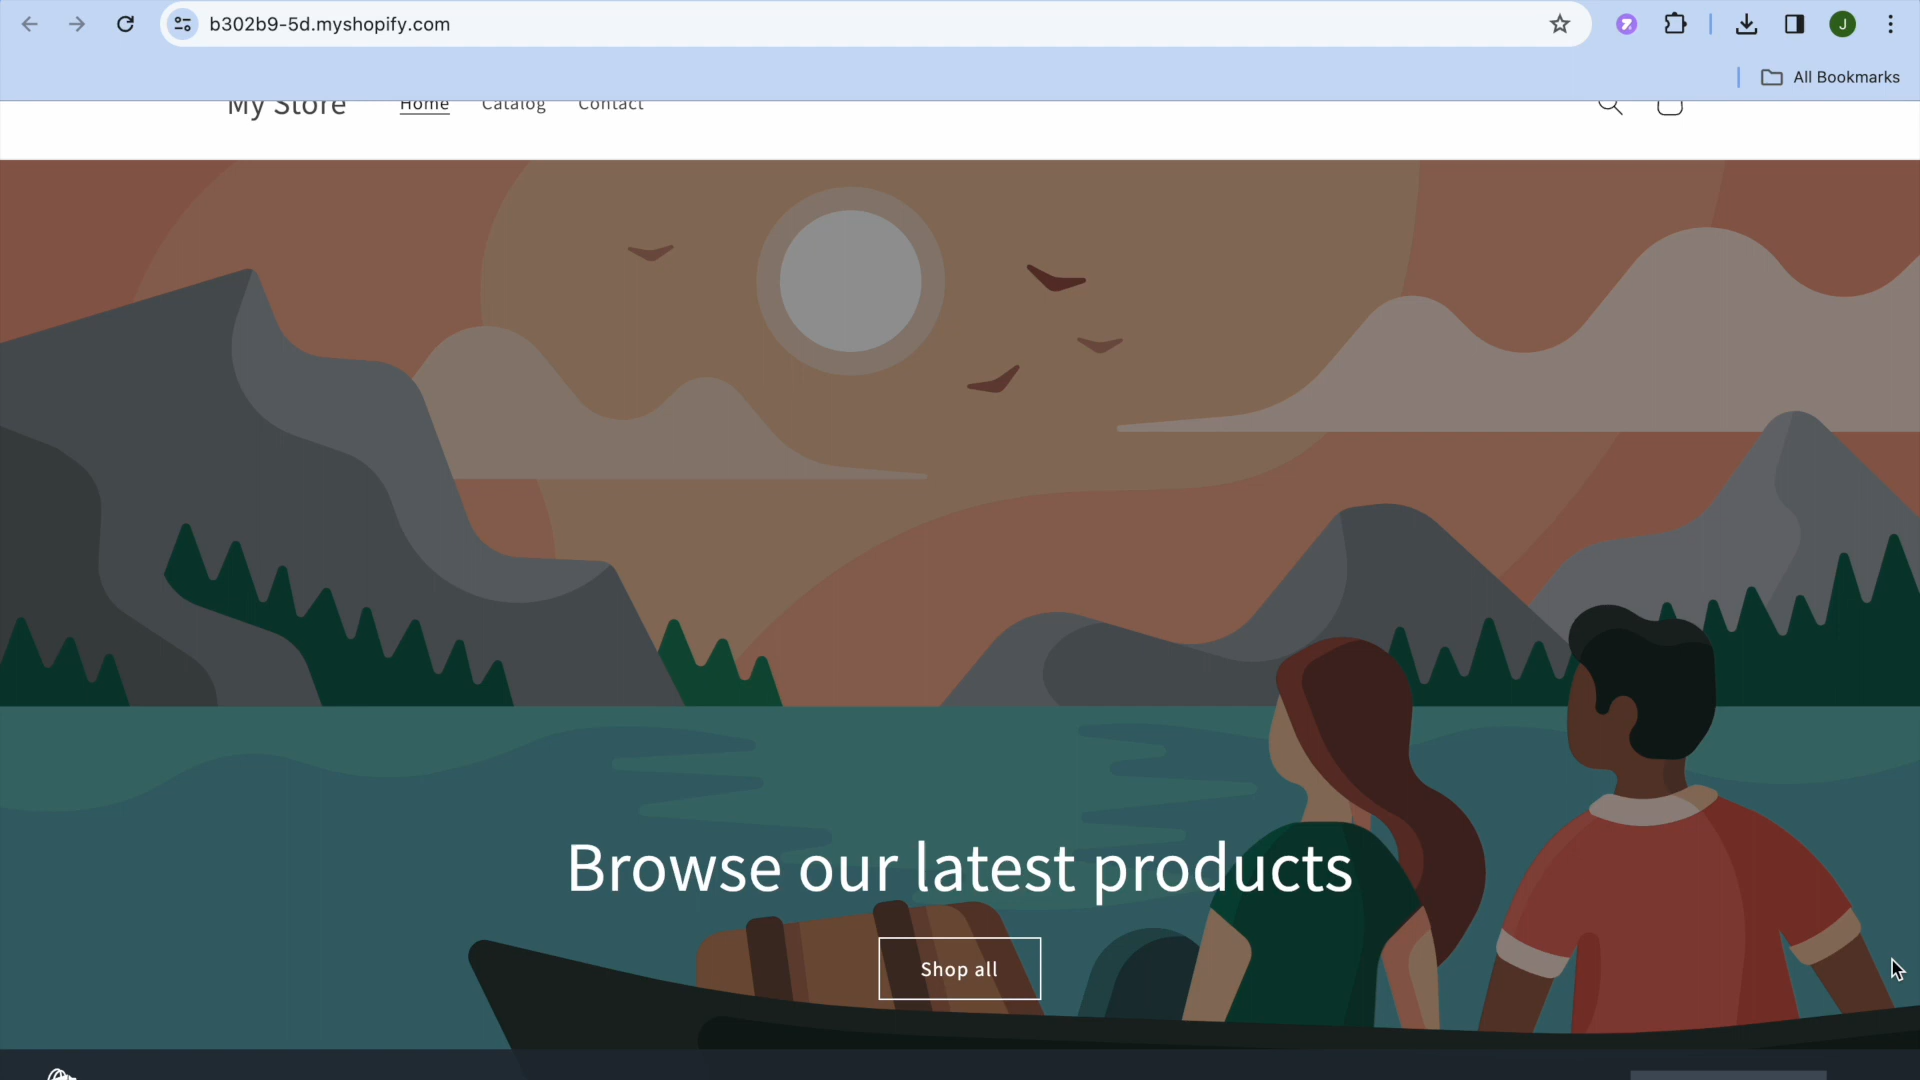 b302b9-5d.myshopify.com
J
All Bookmarks
My Store
Home
Catalog
Contact
Browse our latest products
Shop all